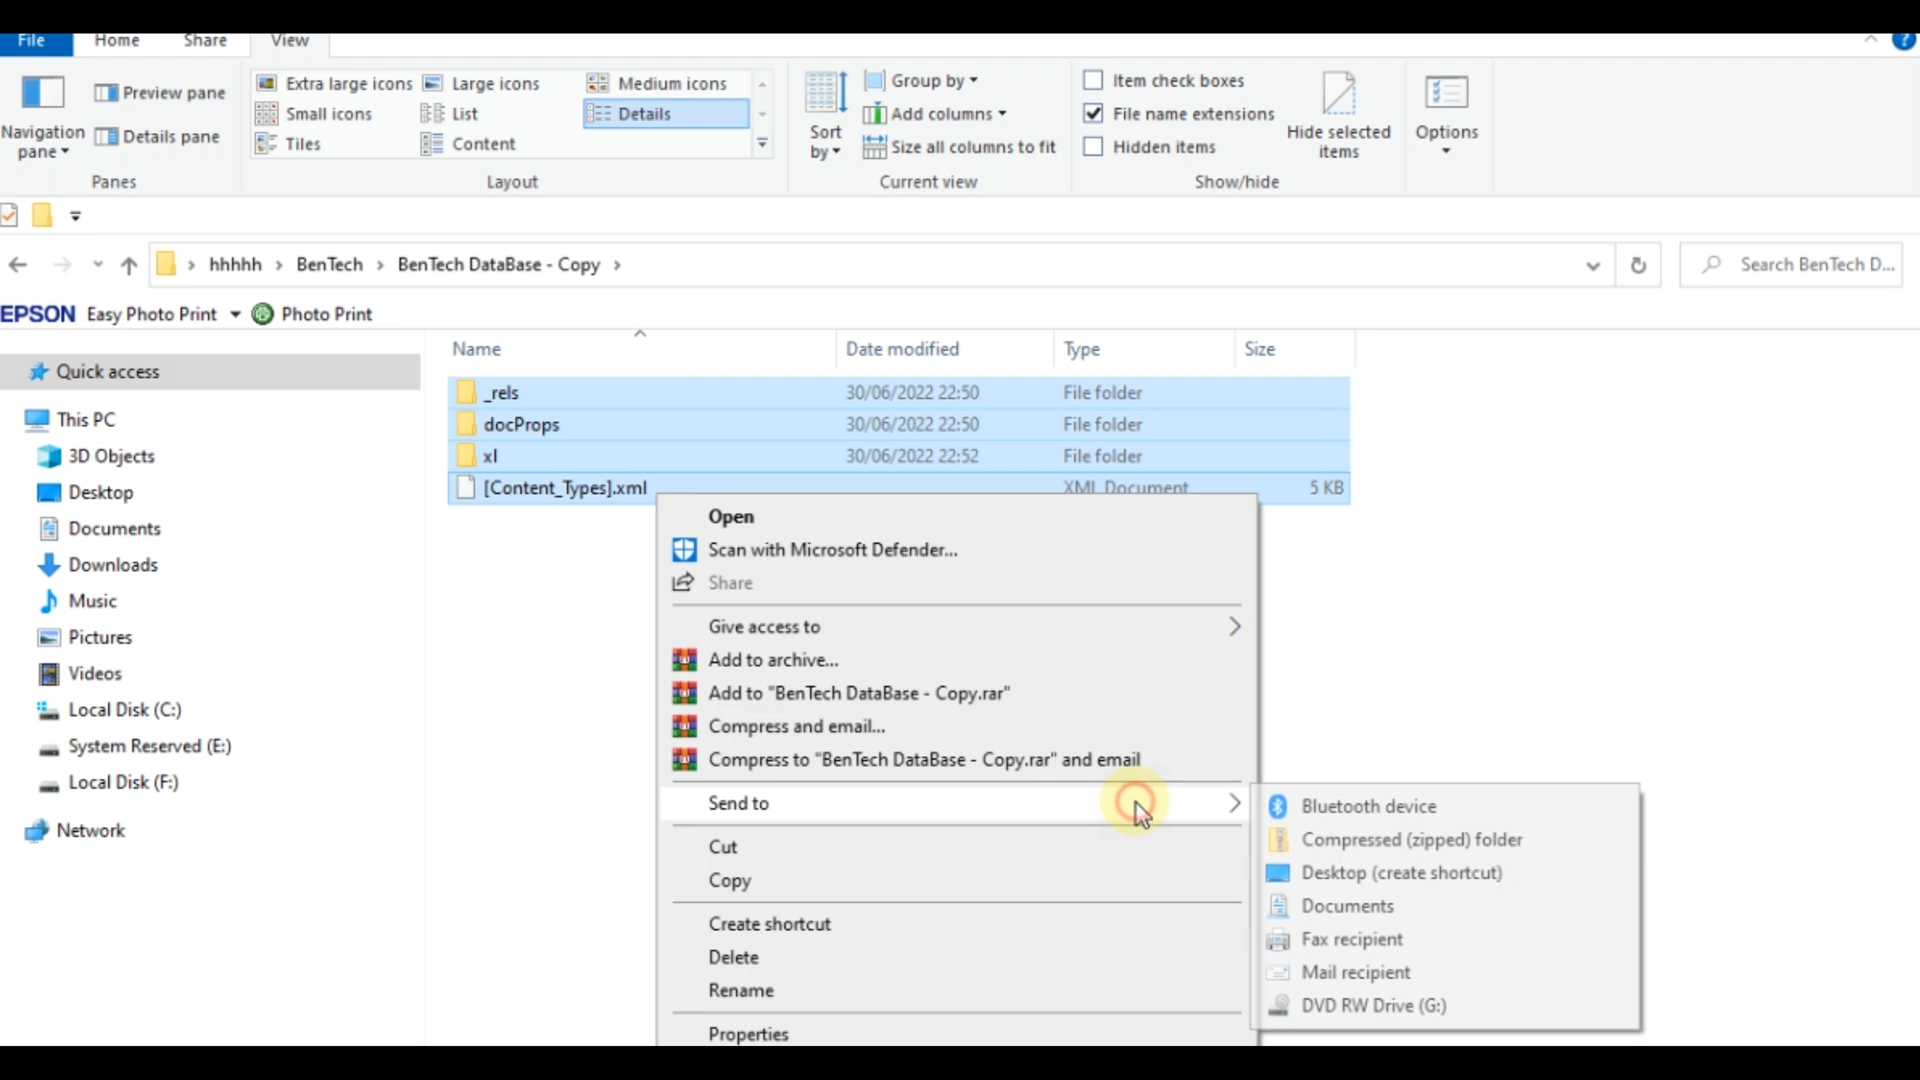 File Home Share View
Extra large icons Large icons Medium icons
Small icons List Details
Tiles Content
Preview pane
Details pane
Navigation
pane
Panes
Layout
Sort
by
Group by
Add columns
Size all columns to fit
Current view
Item check boxes
File name extensions
Hidden items
Hide selected
items
Show/hide
Options
hhhhh BenTech BenTech DataBase - Copy
Search BenTech D...
EPSON Easy Photo Print Photo Print
Name Date modified Type Size
_rels 30/06/2022 22:50 File folder
docProps 30/06/2022 22:50 File folder
xl 30/06/2022 22:52 File folder
[Content_Types].xml XML Document 5 KB
Quick access
This PC
3D Objects
Desktop
Documents
Downloads
Music
Pictures
Videos
Local Disk (C:)
System Reserved (E:)
Local Disk (F:)
Network
Open
Scan with Microsoft Defender...
Share
Give access to
Add to archive...
Add to "BenTech DataBase - Copy.rar"
Compress and email...
Compress to "BenTech DataBase - Copy.rar" and email
Send to
Cut
Copy
Create shortcut
Delete
Rename
Properties
Bluetooth device
Compressed (zipped) folder
Desktop (create shortcut)
Documents
Fax recipient
Mail recipient
DVD RW Drive (G:)